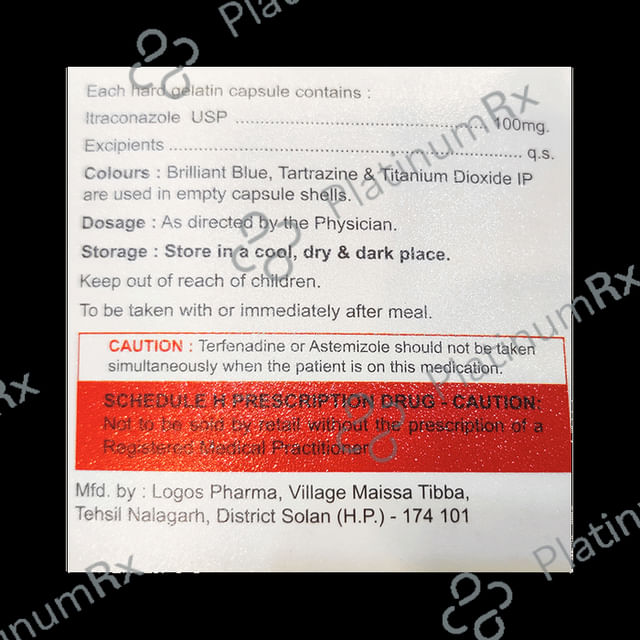 Each hard gelatin capsule contains :
Itraconazole USP .................................................. 100mg.
Excipients ................................................................ q.s.
Colours : Brilliant Blue, Tartrazine & Titanium Dioxide IP
are used in empty capsule shells.
Dosage : As directed by the Physician.
Storage : Store in a cool, dry & dark place.
Keep out of reach of children.
To be taken with or immediately after meal.
CAUTION : Terfenadine or Astemizole should not be taken
simultaneously when the patient is on this medication.
SCHEDULE H PRESCRIPTION DRUG - CAUTION:
Not to be sold by retail without the prescription of a
Registered Medical Practitioner
Mfd. by : Logos Pharma, Village Maissa Tibba,
Tehsil Nalagarh, District Solan (H.P.) - 174 101
PlatinumRx
PlatinumRx
PlatinumRx
PlatinumRx
PlatinumRx